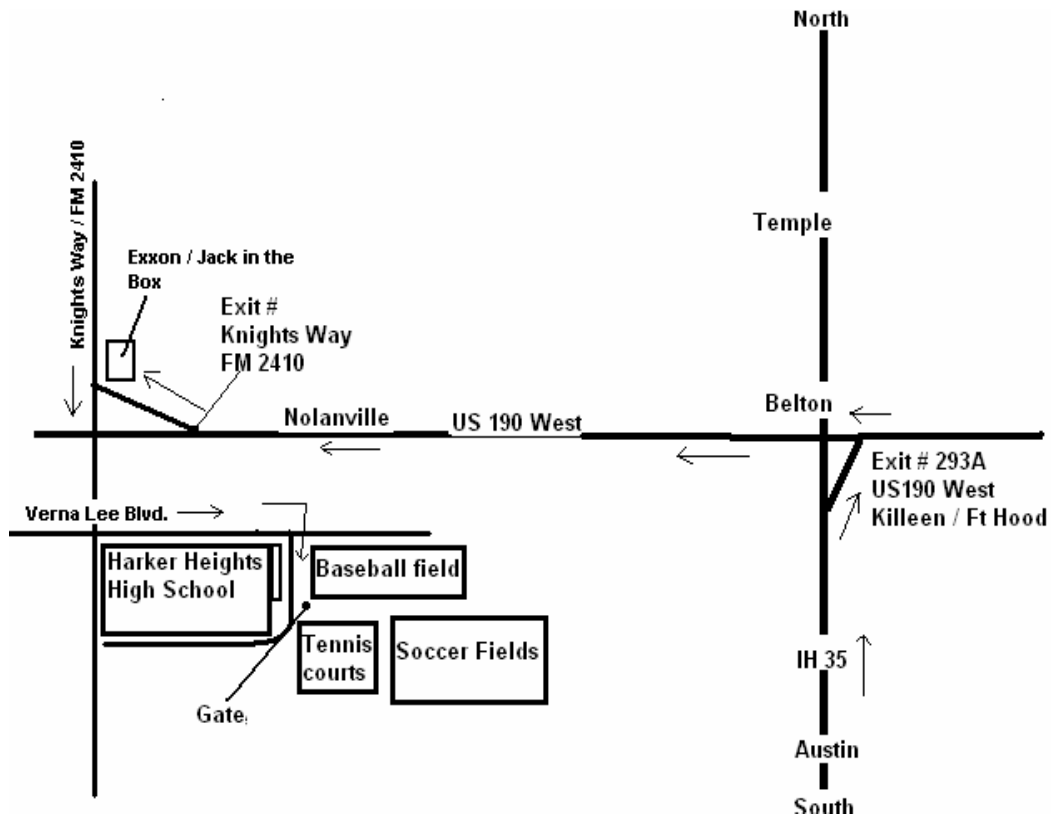 North
Temple
Knights Way / FM 2410
Exxon / Jack in the
Box
Exit #
Knights Way
FM 2410
Nolanville
US 190 West
Belton
Exit # 293A
US190 West
Killeen / Ft Hood
Verna Lee Blvd.
Harker Heights
High School
Baseball field
Tennis
courts
Soccer Fields
Gate
IH 35
Austin
South